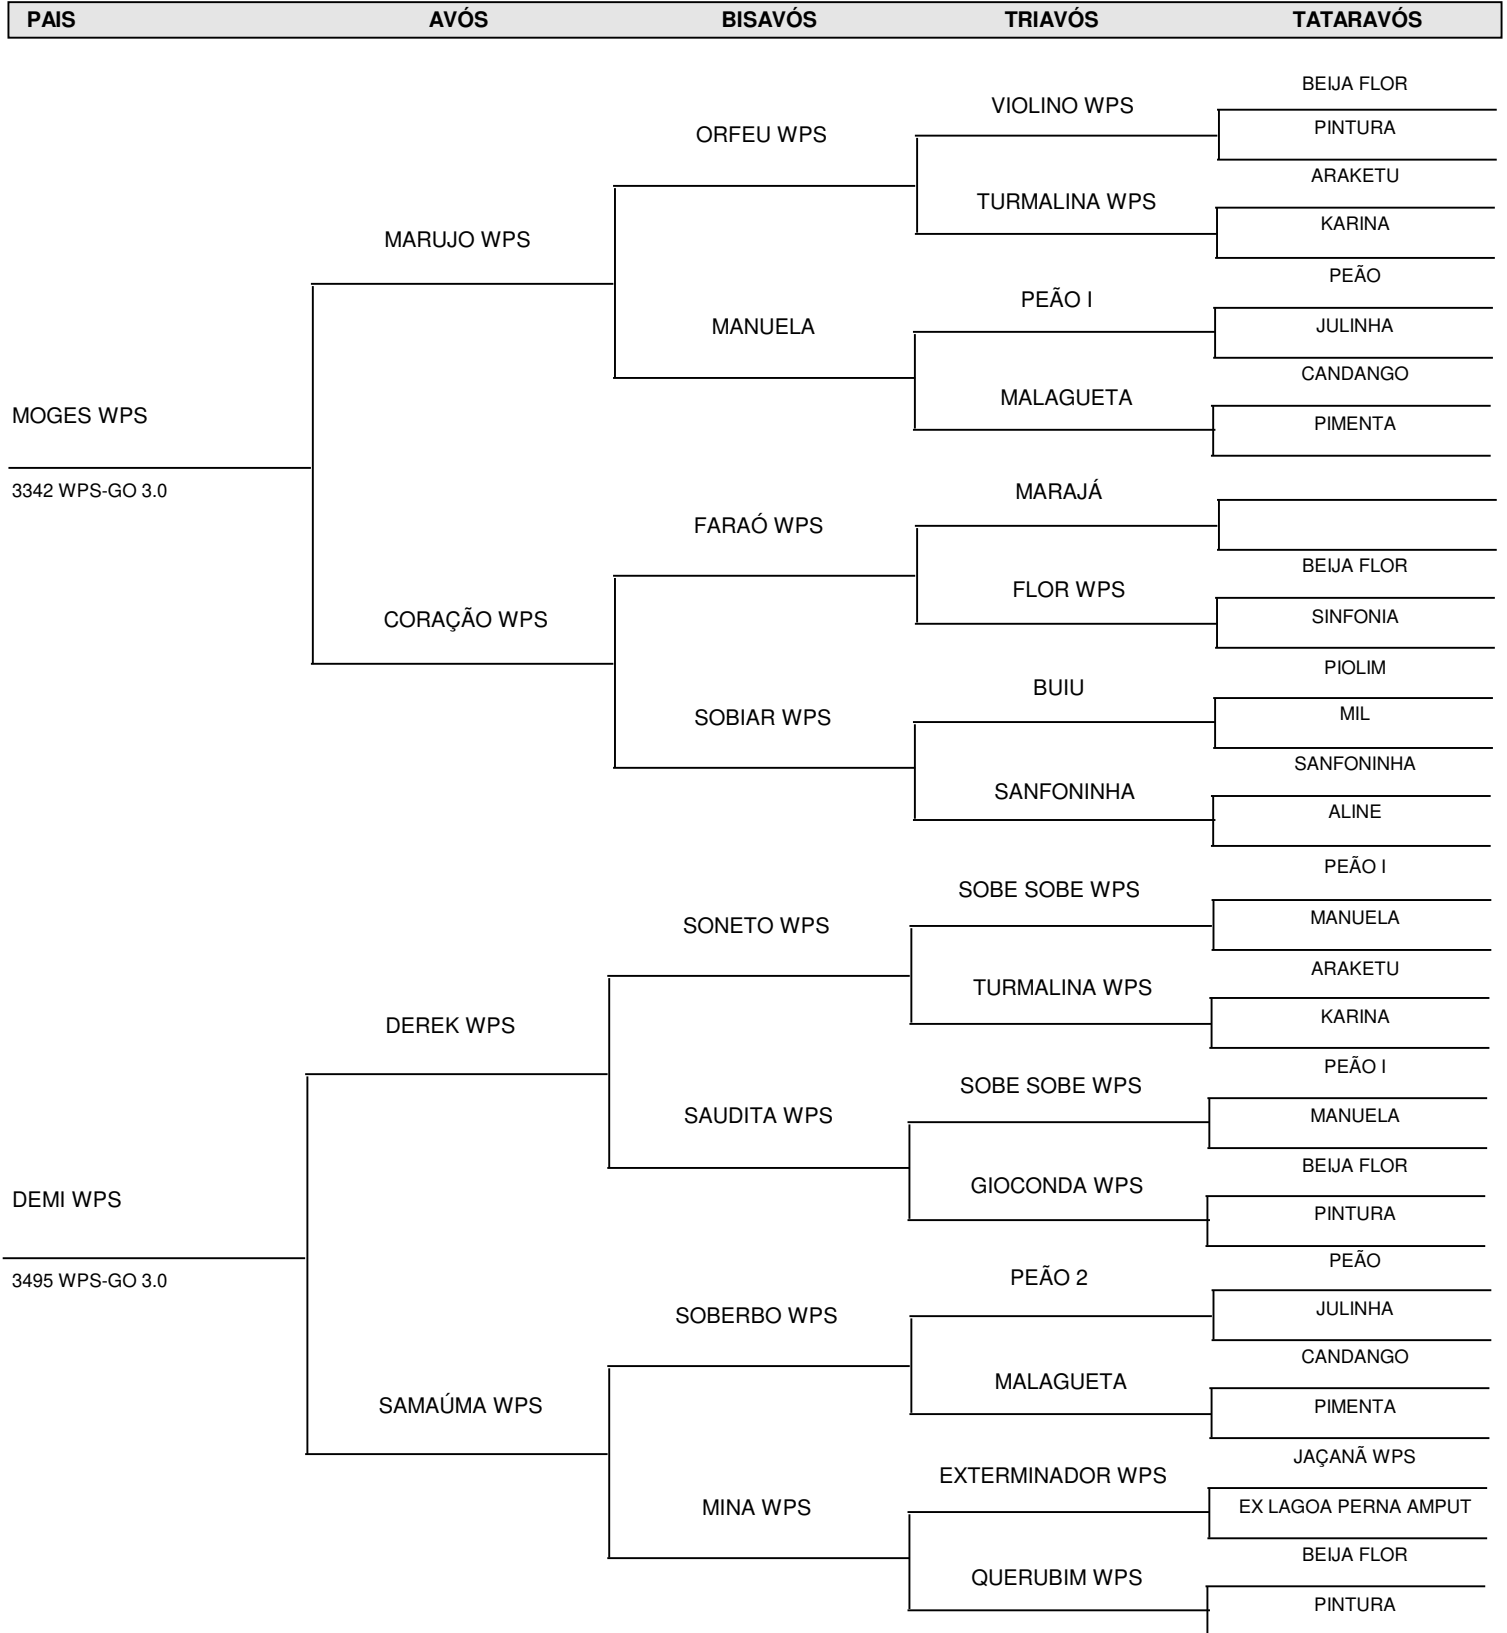 PAIS AVÓS BISAVÓS TRIAVÓS TATARAVÓS
BEIJA FLOR
VIOLINO WPS
PINTURA
ORFEU WPS
ARAKETU
TURMALINA WPS
KARINA
MARUJO WPS
PEÃO
PEÃO I
JULINHA
MANUELA
CANDANGO
MALAGUETA
PIMENTA
MOGES WPS
3342 WPS-GO 3.0
MARAJÁ
FARAÓ WPS
BEIJA FLOR
FLOR WPS
SINFONIA
CORAÇÃO WPS
PIOLIM
BUIU
MIL
SOBIAR WPS
SANFONINHA
SANFONINHA
ALINE
PEÃO I
SOBE SOBE WPS
MANUELA
SONETO WPS
ARAKETU
TURMALINA WPS
KARINA
DEREK WPS
PEÃO I
SOBE SOBE WPS
MANUELA
SAUDITA WPS
BEIJA FLOR
GIOCONDA WPS
PINTURA
DEMI WPS
3495 WPS-GO 3.0
PEÃO
PEÃO 2
JULINHA
SOBERBO WPS
CANDANGO
MALAGUETA
PIMENTA
SAMAÚMA WPS
JAÇANÃ WPS
EXTERMINADOR WPS
EX LAGOA PERNA AMPUT
MINA WPS
BEIJA FLOR
QUERUBIM WPS
PINTURA